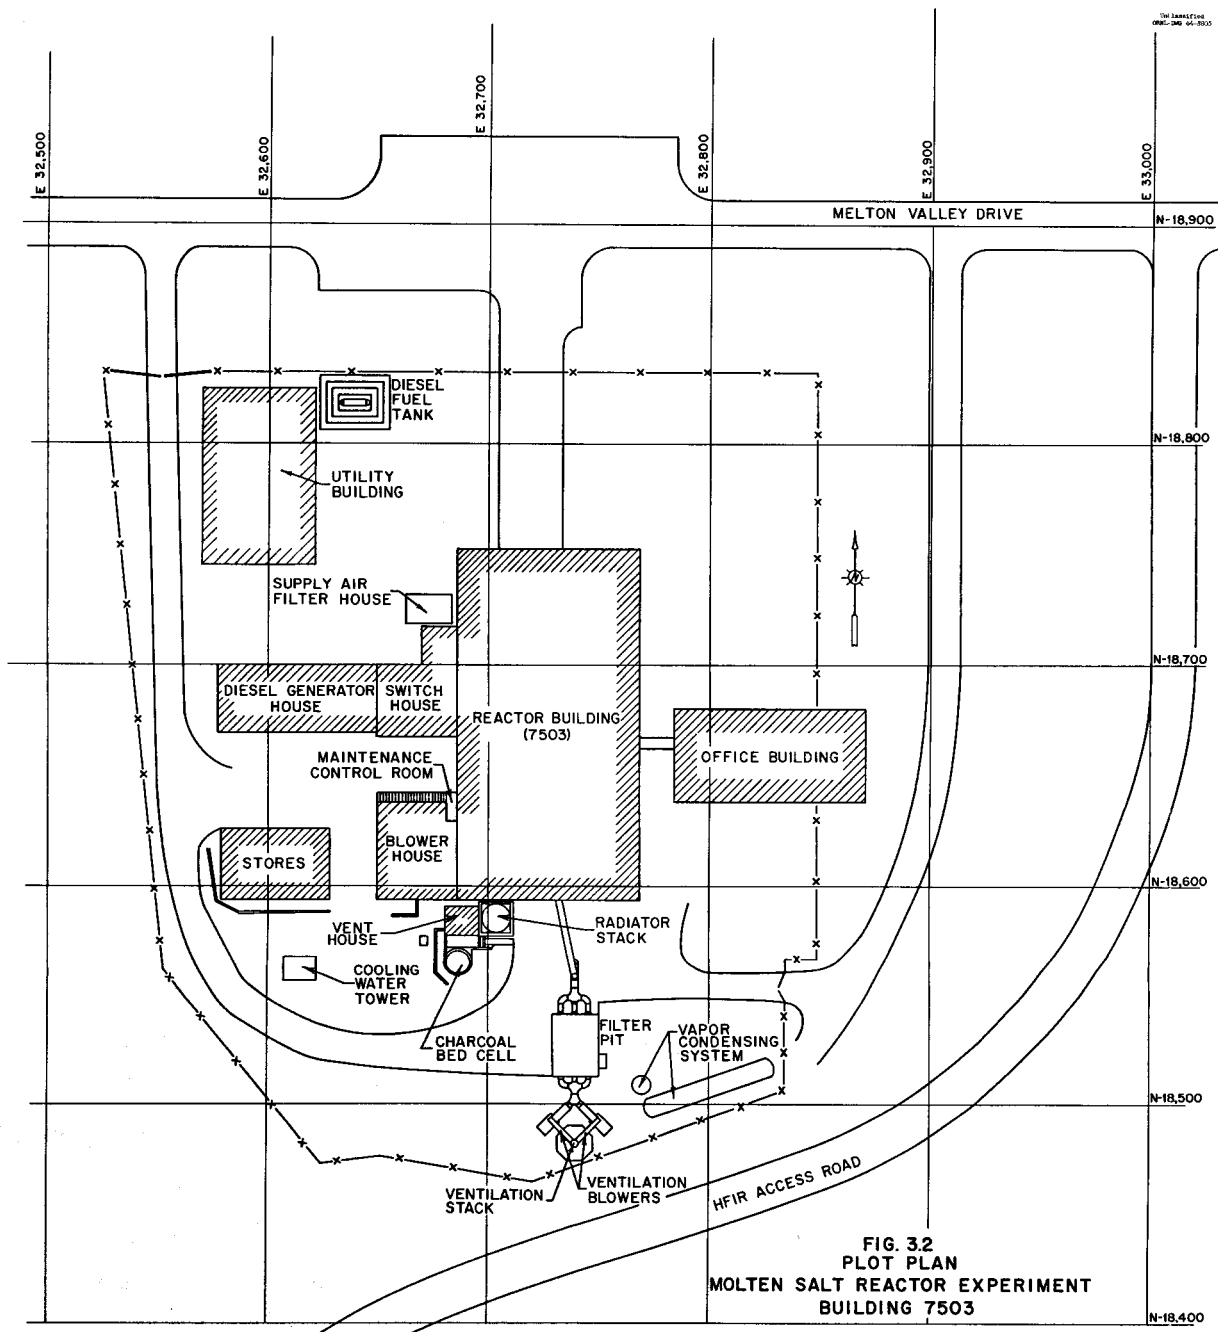 Unclassified
E 32,500
E 32,600
E 32,700
E 32,800
E 32,900
E 33,000
MELTON VALLEY DRIVE
N-18,900
DIESEL
FUEL
TANK
N-18,800
UTILITY
BUILDING
SUPPLY AIR
FILTER HOUSE
N
N-18,700
DIESEL GENERATOR
HOUSE
SWITCH
HOUSE
REACTOR BUILDING
(7503)
OFFICE BUILDING
MAINTENANCE
CONTROL ROOM
BLOWER
HOUSE
STORES
N-18,600
VENT
HOUSE
RADIATOR
STACK
COOLING
WATER
TOWER
CHARCOAL
BED CELL
FILTER
PIT
VAPOR
CONDENSING
SYSTEM
N-18,500
VENTILATION
STACK
VENTILATION
BLOWERS
HFIR ACCESS ROAD
FIG. 3.2
PLOT PLAN
MOLTEN SALT REACTOR EXPERIMENT
BUILDING 7503
N-18,400